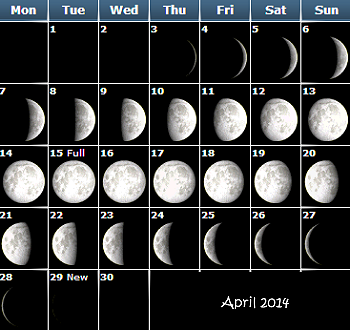 Mon Tue Wed Thu Fri Sat Sun
1 2 3 4 5 6
7 8 9 10 11 12 13
14 15 Full 16 17 18 19 20
21 22 23 24 25 26 27
28 29 New 30
April 2014